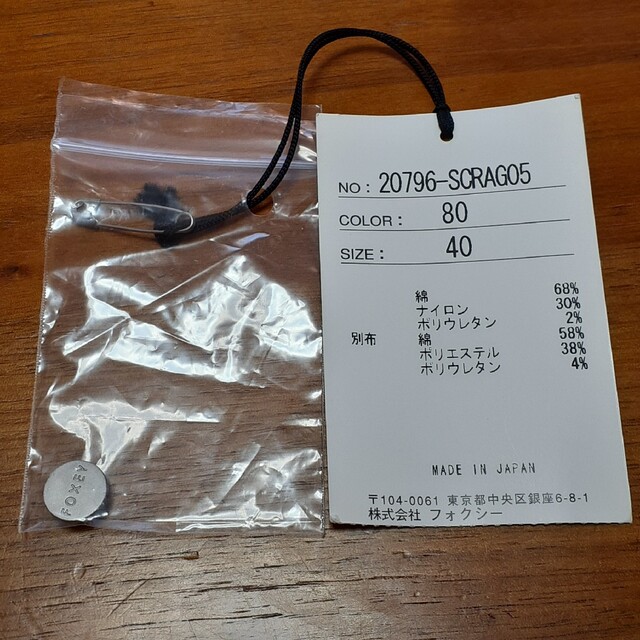 NO: 20796-SCRAG05
COLOR: 80
SIZE: 40
綿 68%
ナイロン 30%
ポリウレタン 2%
別布 綿 58%
ポリエステル 38%
ポリウレタン 4%
MADE IN JAPAN
〒104-0061 東京都中央区銀座6-8-1
株式会社 フォクシー
FOXEY